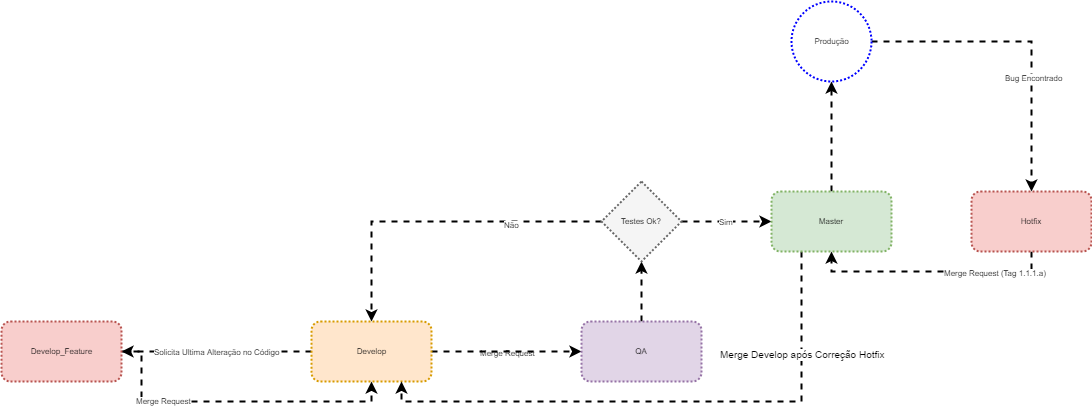 Produção
Bug Encontrado
Testes Ok?
Não
Sim
Master
Hotfix
Merge Request (Tag 1.1.1.a)
Develop_Feature
Solicita Ultima Alteração no Código
Develop
Merge Request
QA
Merge Develop após Correção Hotfix
Merge Request